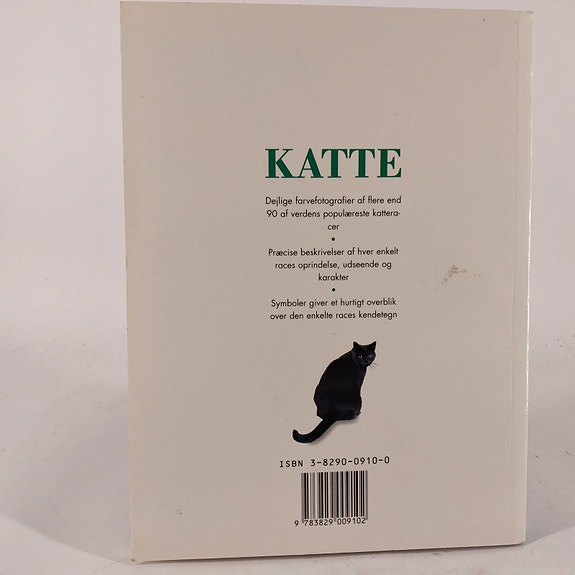 KATTE
Dejlige farvefotografier af flere end
90 af verdens populæreste kattera-
cer
•
Præcise beskrivelser af hver enkelt
races oprindelse, udseende og
karakter
•
Symboler giver et hurtigt overblik
over den enkelte races kendetegn
ISBN 3-8290-0910-0
9 783829 009102